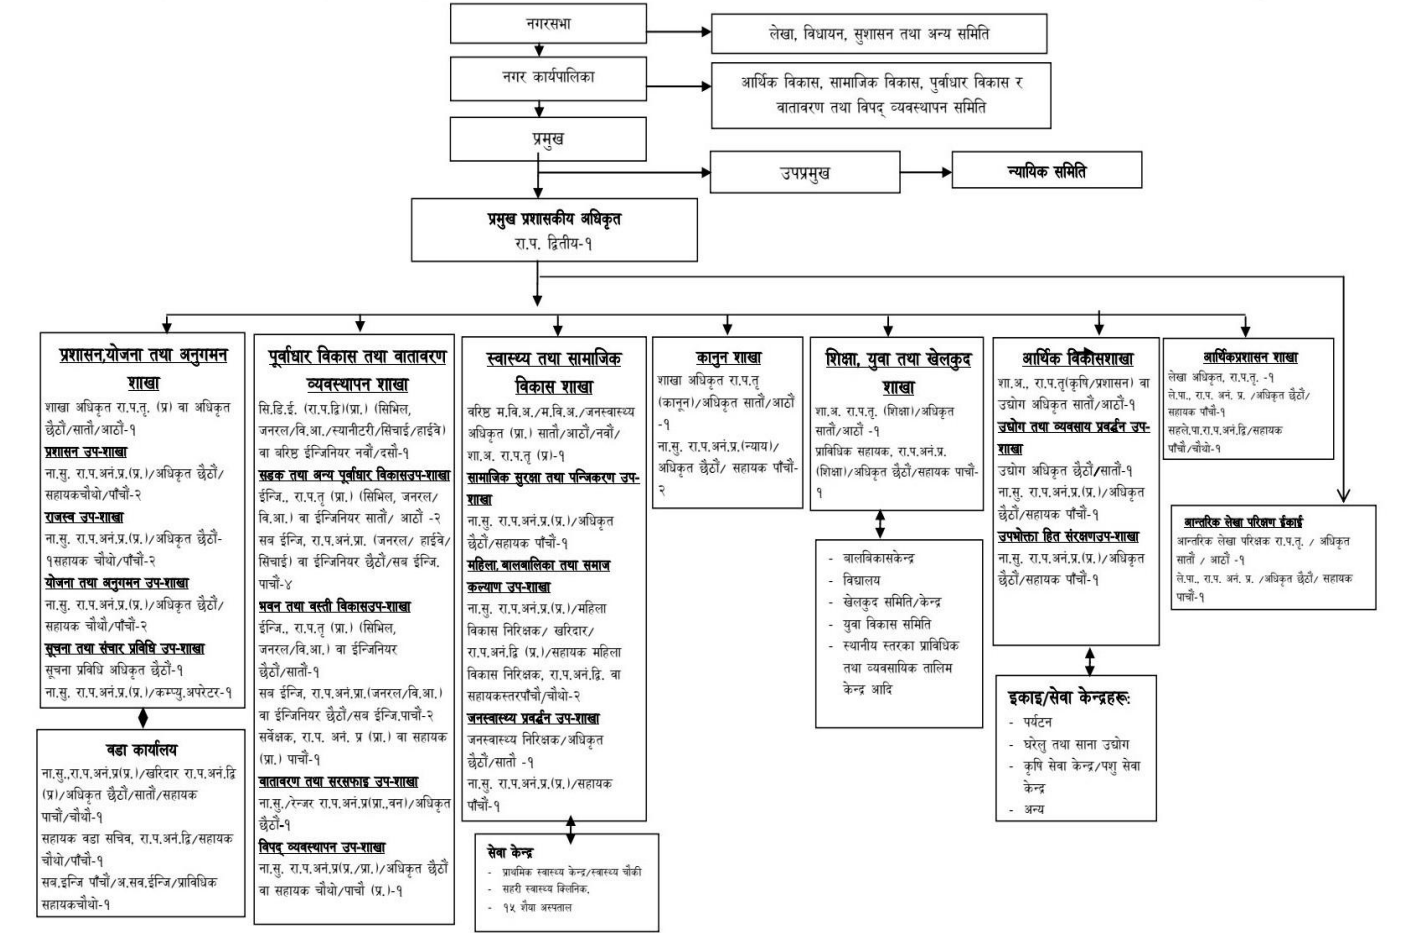 नगरसभा
लेखा, विधायन, सुशासन तथा अन्य समिति
नगर कार्यपालिका
आर्थिक विकास, सामाजिक विकास, पुर्वाधार विकास र
वातावरण तथा विपद् व्यवस्थापन समिति
प्रमुख
उपप्रमुख
न्यायिक समिति
प्रमुख प्रशासकीय अधिकृत
रा.प. द्वितीय-१
प्रशासन,योजना तथा अनुगमन
शाखा
शाखा अधिकृत रा.प.तृ. (प्र) वा अधिकृत
छैठौं/सातौं/आठौं-१
प्रशासन उप-शाखा
ना.सु. रा.प.अनं.प्र.(प्र.)/अधिकृत छैठौं/
सहायकचौथो/पाँचौं-२
राजस्व उप-शाखा
ना.सु. रा.प.अनं.प्र.(प्र.)/अधिकृत छैठौं-
१सहायक चौथो/पाँचौं-२
योजना तथा अनुगमन उप-शाखा
ना.सु. रा.प.अनं.प्र.(प्र.)/अधिकृत छैठौं/
सहायक चौथौ/पाँचौं-२
सूचना तथा संचार प्रविधि उप-शाखा
सूचना प्रविधि अधिकृत छैठौं-१
ना.सु. रा.प.अनं.प्र.(प्र.)/कम्प्यु.अपरेटर-१
वडा कार्यालय
ना.सु.,रा.प.अनं.प्र(प्र.)/खरिदार रा.प.अनं.द्वि
(प्र)/अधिकृत छैठौं/सातौं/सहायक
पाचौं/चौथौ-१
सहायक वडा सचिव, रा.प.अनं.द्वि/सहायक
चौथो/पाँचौ-१
सब.इन्जि पाँचौं/अ.सव.ईन्जि/प्राविधिक
सहायकचौथो-१
पूर्वाधार विकास तथा वातावरण
व्यवस्थापन शाखा
सि.डि.ई. (रा.प.द्वि)(प्रा.) (सिभिल,
जनरल/वि.आ./स्यानीटरी/सिंचाई/हाईवे)
वा बरिष्ठ ईन्जिनियर नवौं/दसौ-१
सडक तथा अन्य पूर्वाधार विकासउप-शाखा
ईन्जि., रा.प.तृ (प्रा.) (सिभिल, जनरल/
वि.आ.) वा ईन्जिनियर सातौं/ आठौं -२
सब ईन्जि, रा.प.अनं.प्रा. (जनरल/ हाईवे/
सिंचाई) वा ईन्जिनियर छैठौं/सब ईन्जि.
पाचौं-४
भवन तथा वस्ती विकासउप-शाखा
ईन्जि., रा.प.तृ (प्रा.) (सिभिल,
जनरल/वि.आ.) वा ईन्जिनियर
छैठौं/सातौं-१
सब ईन्जि, रा.प.अनं.प्रा.(जनरल/वि.आ.)
वा ईन्जिनियर छैठौं/सब ईन्जि.पाचौं-२
सर्वेक्षक, रा.प. अनं. प्र (प्रा.) वा सहायक
(प्रा.) पाचौं-१
वातावरण तथा सरसफाइ उप-शाखा
ना.सु./रेन्जर रा.प.अनं.प्र(प्रा.,वन)/अधिकृत
छैठौं-१
विपद् व्यवस्थापन उप-शाखा
ना.सु. रा.प.अनं.प्र(प्र./प्रा.)/अधिकृत छैठौं
वा सहायक चौथो/पाचौ (प्र.)-१
स्वास्थ्य तथा सामाजिक
विकास शाखा
बरिष्ठ म.वि.अ./म.वि.अ./जनस्वास्थ्य
अधिकृत (प्रा.) सातौं/आठौं/नवौं/
शा.अ. रा.प.तृ (प्र)-१
सामाजिक सुरक्षा तथा पन्जिकरण उप-
शाखा
ना.सु. रा.प.अनं.प्र.(प्र.)/अधिकृत
छैठौं/सहायक पाँचौं-१
महिला,बालबालिका तथा समाज
कल्याण उप-शाखा
ना.सु. रा.प.अनं.प्र.(प्र.)/महिला
विकास निरिक्षक/ खरिदार/
रा.प.अनं.द्वि (प्र.)/सहायक महिला
विकास निरिक्षक, रा.प.अनं.द्वि. वा
सहायकस्तरपाँचौ/चौथो-२
जनस्वास्थ्य प्रवर्द्धन उप-शाखा
जनस्वास्थ्य निरिक्षक/अधिकृत
छैठौं/सातौ -१
ना.सु. रा.प.अनं.प्र.(प्र.)/सहायक
पाँचौं-१
सेवा केन्द्र
- प्राथमिक स्वास्थ्य केन्द्र/स्वास्थ्य चौकी
- सहरी स्वास्थ्य क्लिनिक,
- १५ शैया अस्पताल
कानुन शाखा
शाखा अधिकृत रा.प.तृ
(कानून)/अधिकृत सातौं/आठौं
-१
ना.सु. रा.प.अनं.प्र.(न्याय)/
अधिकृत छैठौं/ सहायक पाँचौं-
२
शिक्षा, युवा तथा खेलकुद
शाखा
शा.अ. रा.प.तृ. (शिक्षा)/अधिकृत
सातौं/आठौं -१
प्राविधिक सहायक, रा.प.अनं.प्र.
(शिक्षा)/अधिकृत छैठौं/सहायक पाचौं-
१
- बालबिकासकेन्द्र
- विद्यालय
- खेलकुद समिति/केन्द्र
- युवा विकास समिति
- स्थानीय स्तरका प्राविधिक
तथा व्यवसायिक तालिम
केन्द्र आदि
आर्थिक विकासशाखा
शा.अ., रा.प.तृ(कृषि/प्रशासन) वा
उद्योग अधिकृत सातौं/आठौं-१
उद्योग तथा व्यवसाय प्रवर्द्धन उप-
शाखा
उद्योग अधिकृत छैठौं/सातौं-१
ना.सु. रा.प.अनं.प्र.(प्र.)/अधिकृत
छैठौं/सहायक पाँचौं-१
उपभोक्ता हित संरक्षणउप-शाखा
ना.सु. रा.प.अनं.प्र.(प्र.)/अधिकृत
छैठौं/सहायक पाँचौं-१
इकाइ/सेवा केन्द्रहरू:
- पर्यटन
- घरेलु तथा साना उद्योग
- कृषि सेवा केन्द्र/पशु सेवा
केन्द्र
- अन्य
आर्थिकप्रशासन शाखा
लेखा अधिकृत, रा.प.तृ. -१
ले.पा., रा.प. अनं. प्र. /अधिकृत छैठौं/
सहायक पाँचौ-१
सहले.पा.रा.प.अनं.द्वि/सहायक
पाँचौ/चौथो-१
आन्तरिक लेखा परिक्षण ईकाई
आन्तरिक लेखा परिक्षक रा.प.तृ. / अधिकृत
सातौं / आठौं -१
ले.पा., रा.प. अनं. प्र. /अधिकृत छैठौं/ सहायक
पाचौं-१